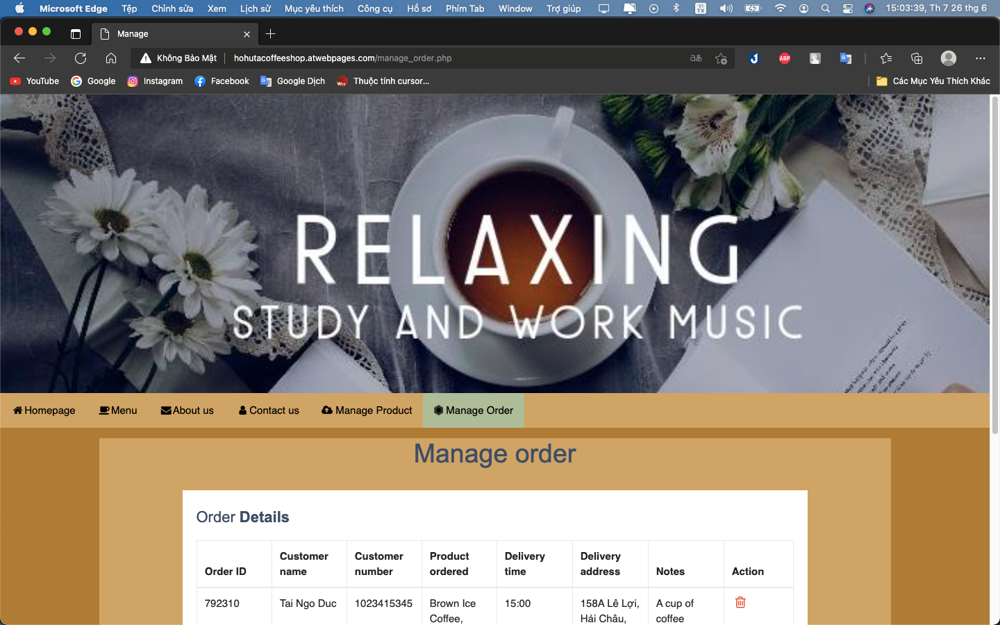 Microsoft Edge Tệp Chỉnh sửa Xem Lịch sử Mục yêu thích Công cụ Hồ sơ Phím Tab Window Trợ giúp VI TX 15:03:39, Th 7 26 thg 6
Manage
Không Bảo Mật hohutacoffeeshop.atwebpages.com/manage_order.php aあ ABP
YouTube Google Instagram Facebook Google Dịch Thuộc tính cursor... Các Mục Yêu Thích Khác
RELAXING
STUDY AND WORK MUSIC
Homepage Menu About us Contact us Manage Product Manage Order
Manage order
Order Details
Order ID Customer name Customer number Product ordered Delivery time Delivery address Notes Action
792310 Tai Ngo Duc 1023415345 Brown Ice Coffee, 15:00 158A Lê Lợi, Hải Châu, A cup of coffee